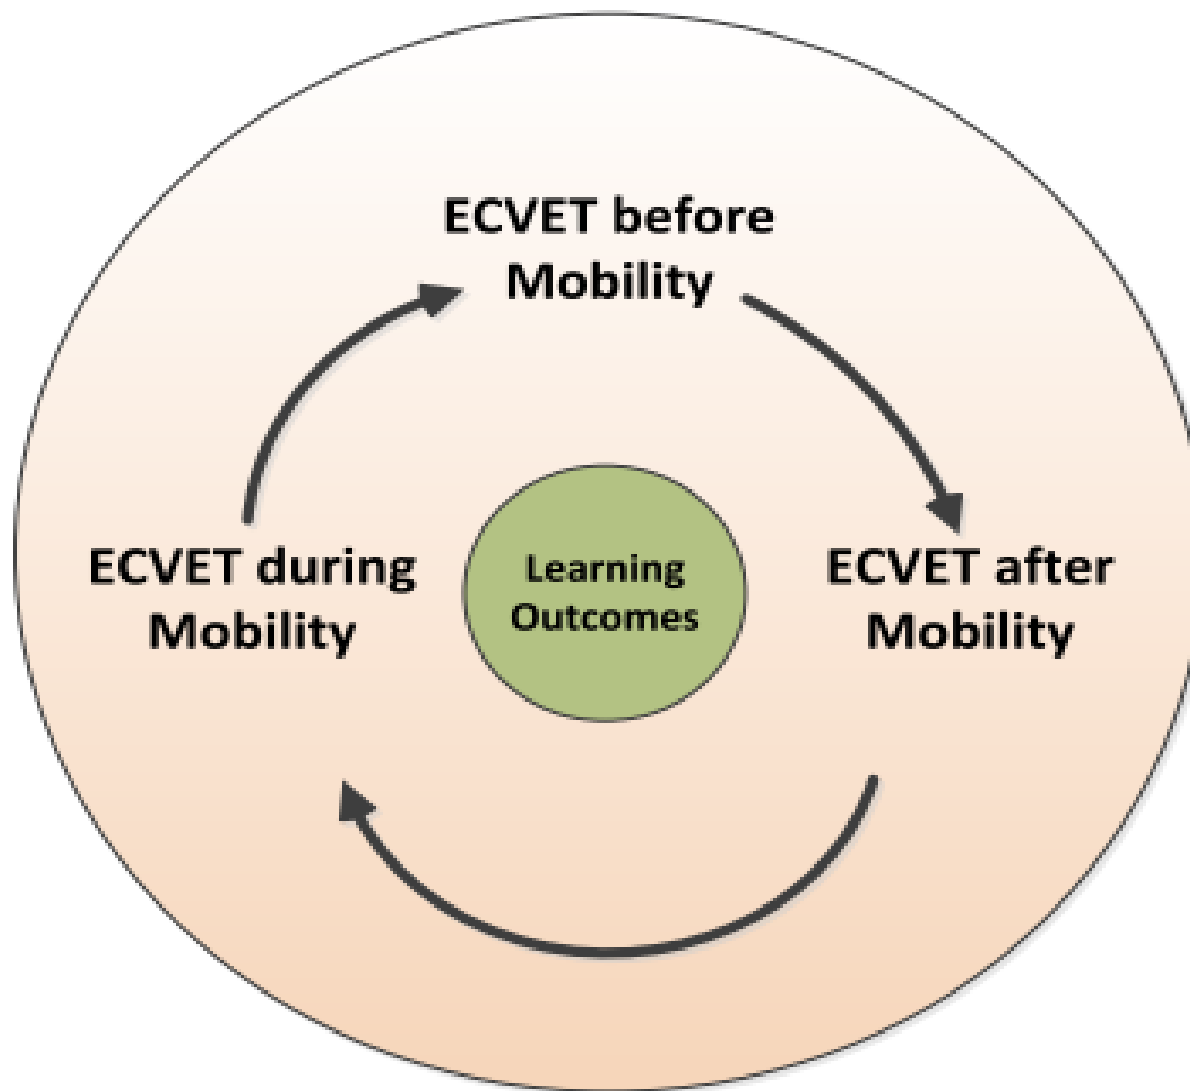 ECVET before
Mobility
ECVET during
Mobility
Learning
Outcomes
ECVET after
Mobility